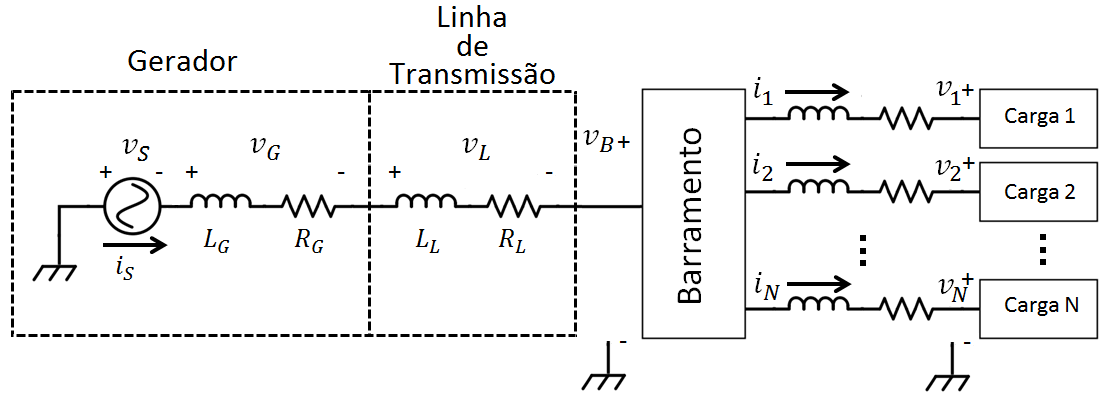 Linha
de
Transmissão
Gerador
v_S
v_G
v_L
v_B
+ -
+ -
+ -
+
L_G
R_G
L_L
R_L
i_S
Barramento
-
i_1
v_1 +
Carga 1
i_2
v_2 +
Carga 2
i_N
v_N +
Carga N
-